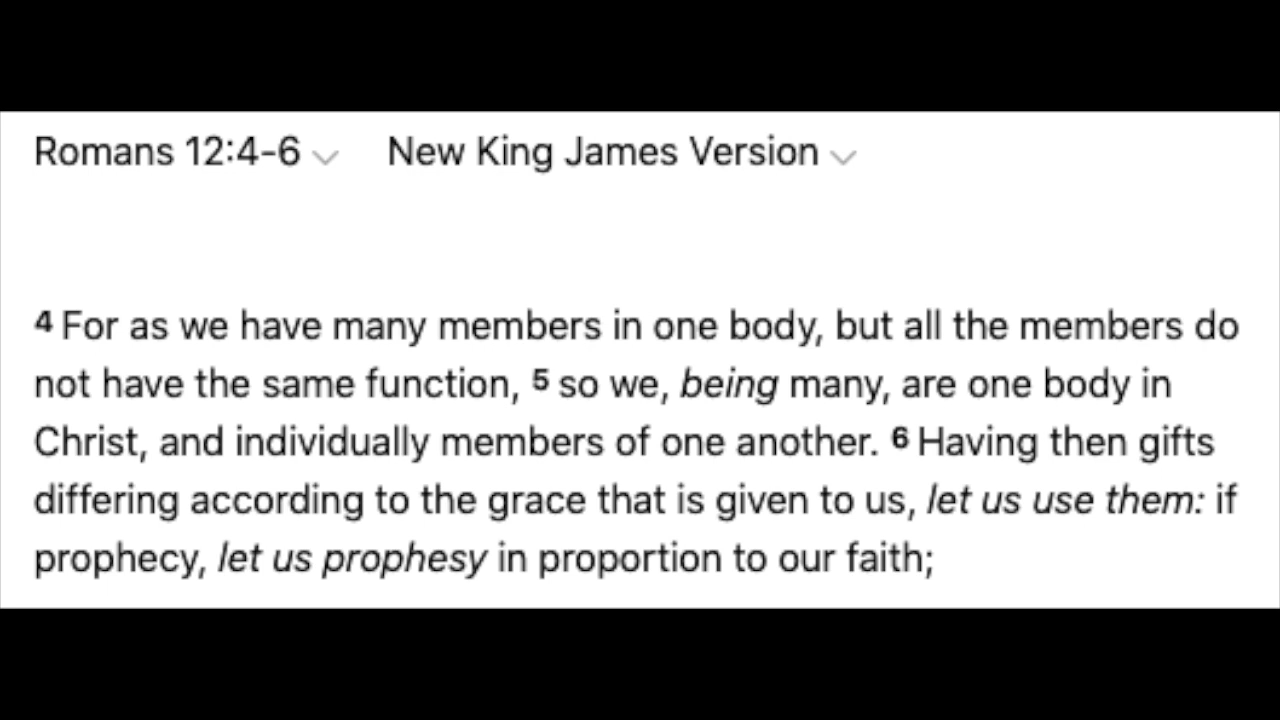 Romans 12:4-6 New King James Version
4 For as we have many members in one body, but all the members do
not have the same function, 5 so we, being many, are one body in
Christ, and individually members of one another. 6 Having then gifts
differing according to the grace that is given to us, let us use them: if
prophecy, let us prophesy in proportion to our faith;